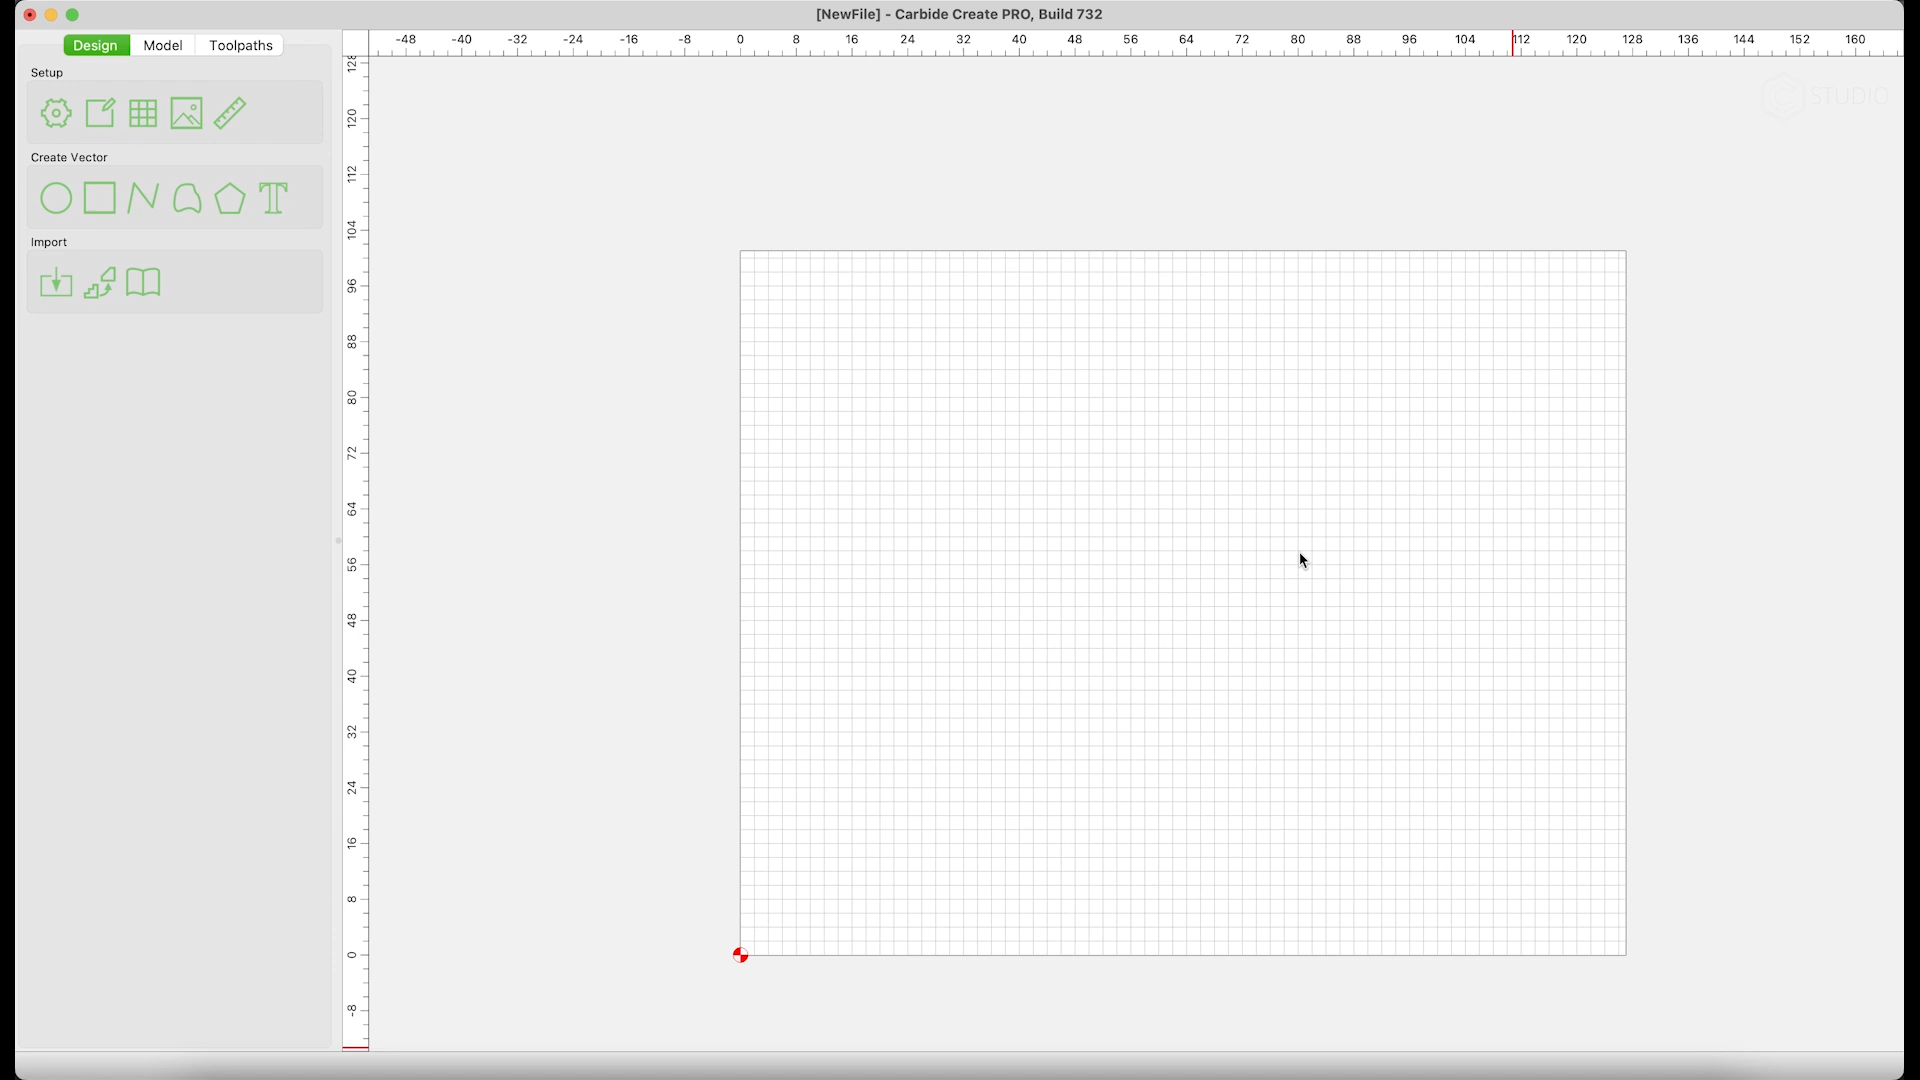 [NewFile] - Carbide Create PRO, Build 732
Design Model Toolpaths
-48 -40 -32 -24 -16 -8 0 8 16 24 32 40 48 56 64 72 80 88 96 104 112 120 128 136 144 152 160
Setup
Create Vector
T
Import
128
120
112
104
96
88
80
72
64
56
48
40
32
24
16
8
0
-8
STUDIO